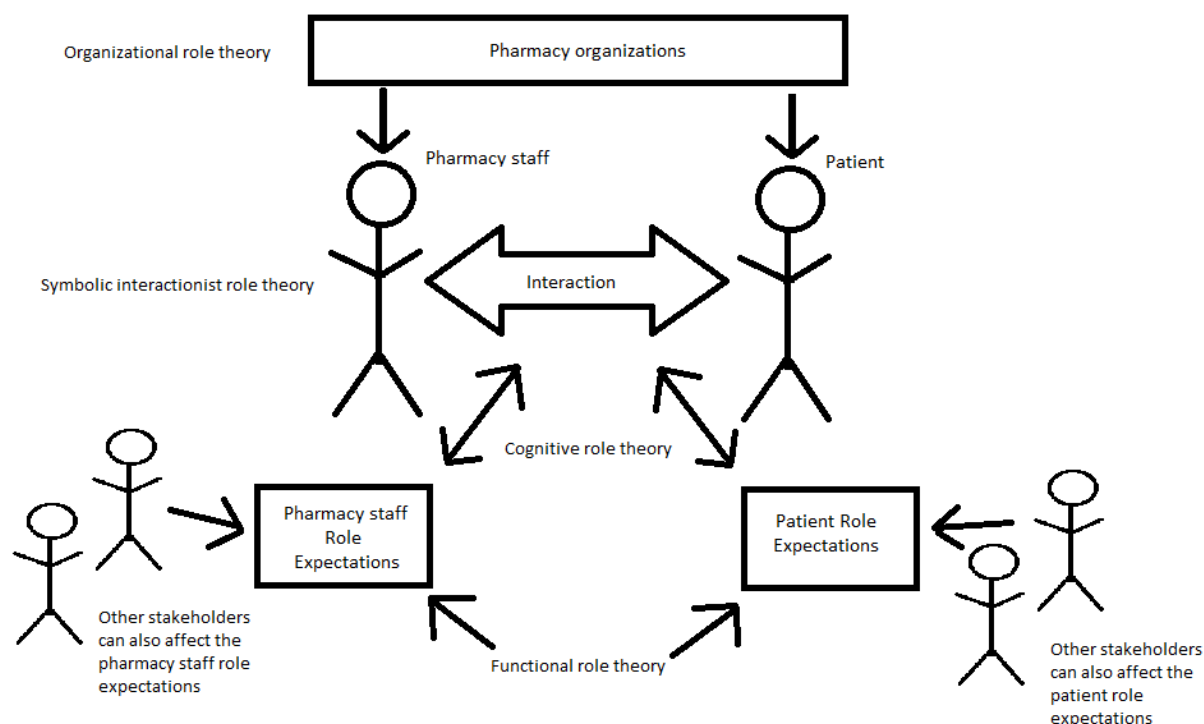 Organizational role theory
Pharmacy organizations
Pharmacy staff
Patient
Symbolic interactionist role theory
Interaction
Cognitive role theory
Pharmacy staff
Role
Expectations
Patient Role
Expectations
Other stakeholders
can also affect the
pharmacy staff role
expectations
Functional role theory
Other stakeholders
can also affect the
patient role
expectations